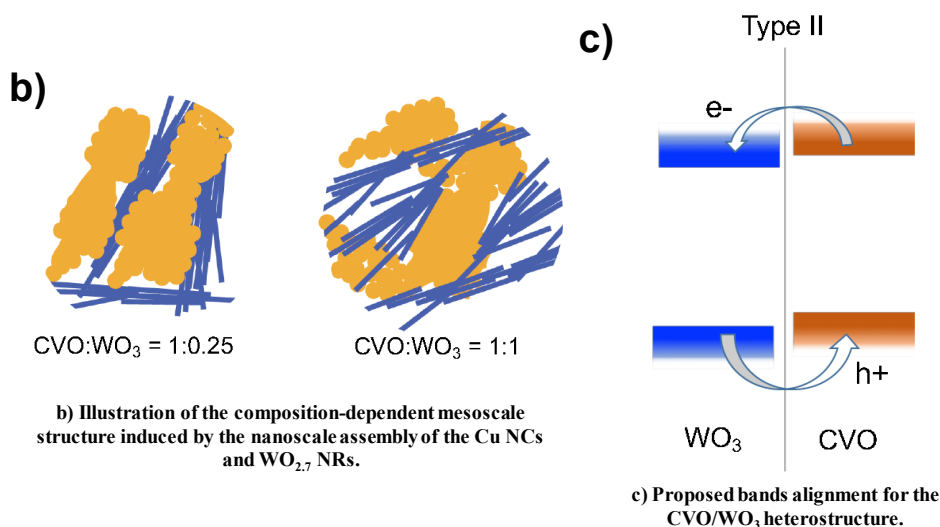 b)
CVO:WO₃ = 1:0.25
CVO:WO₃ = 1:1
b) Illustration of the composition-dependent mesoscale
structure induced by the nanoscale assembly of the Cu NCs
and WO₂.₇ NRs.
c)
Type II
e-
h+
WO₃
CVO
c) Proposed bands alignment for the
CVO/WO₃ heterostructure.